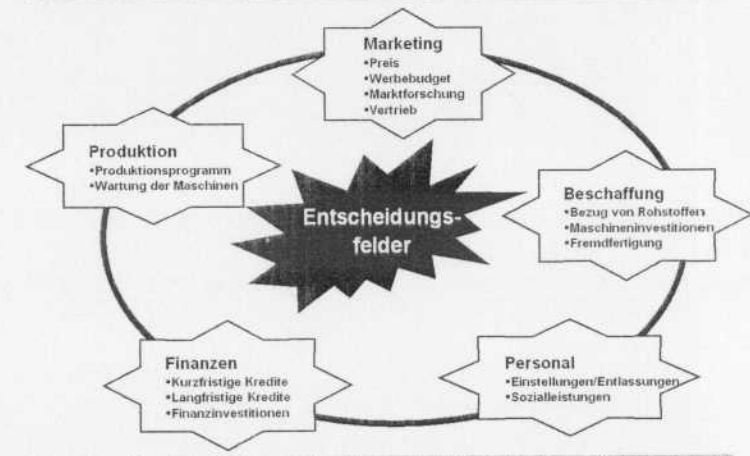 Marketing
•Preis
•Werbebudget
•Marktforschung
•Vertrieb
Produktion
•Produktionsprogramm
•Wartung der Maschinen
Entscheidungs-
felder
Beschaffung
•Bezug von Rohstoffen
•Maschineninvestitionen
•Fremdfertigung
Finanzen
•Kurzfristige Kredite
•Langfristige Kredite
•Finanzinvestitionen
Personal
•Einstellungen/Entlassungen
•Sozialleistungen